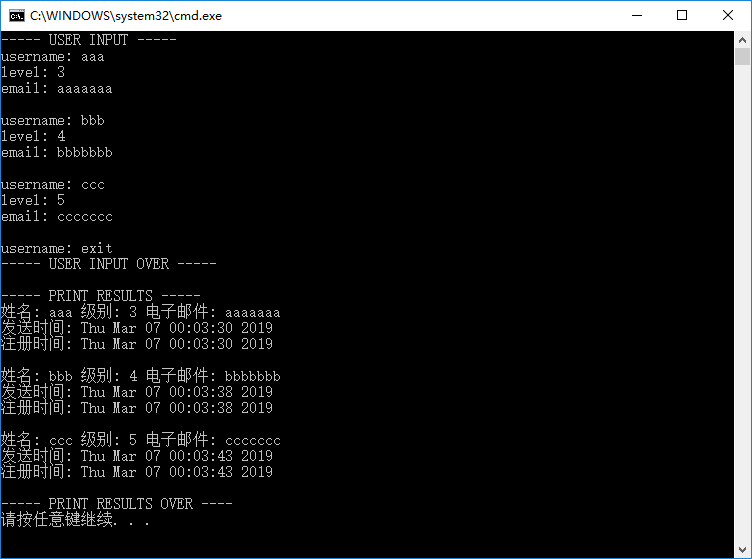 C:\WINDOWS\system32\cmd.exe
----- USER INPUT -----
username: aaa
level: 3
email: aaaaaaa
username: bbb
level: 4
email: bbbbbbb
username: ccc
level: 5
email: ccccccc
username: exit
----- USER INPUT OVER -----
----- PRINT RESULTS -----
姓名: aaa 级别: 3 电子邮件: aaaaaaa
发送时间: Thu Mar 07 00:03:30 2019
注册时间: Thu Mar 07 00:03:30 2019
姓名: bbb 级别: 4 电子邮件: bbbbbbb
发送时间: Thu Mar 07 00:03:38 2019
注册时间: Thu Mar 07 00:03:38 2019
姓名: ccc 级别: 5 电子邮件: ccccccc
发送时间: Thu Mar 07 00:03:43 2019
注册时间: Thu Mar 07 00:03:43 2019
----- PRINT RESULTS OVER ----
请按任意键继续. . .